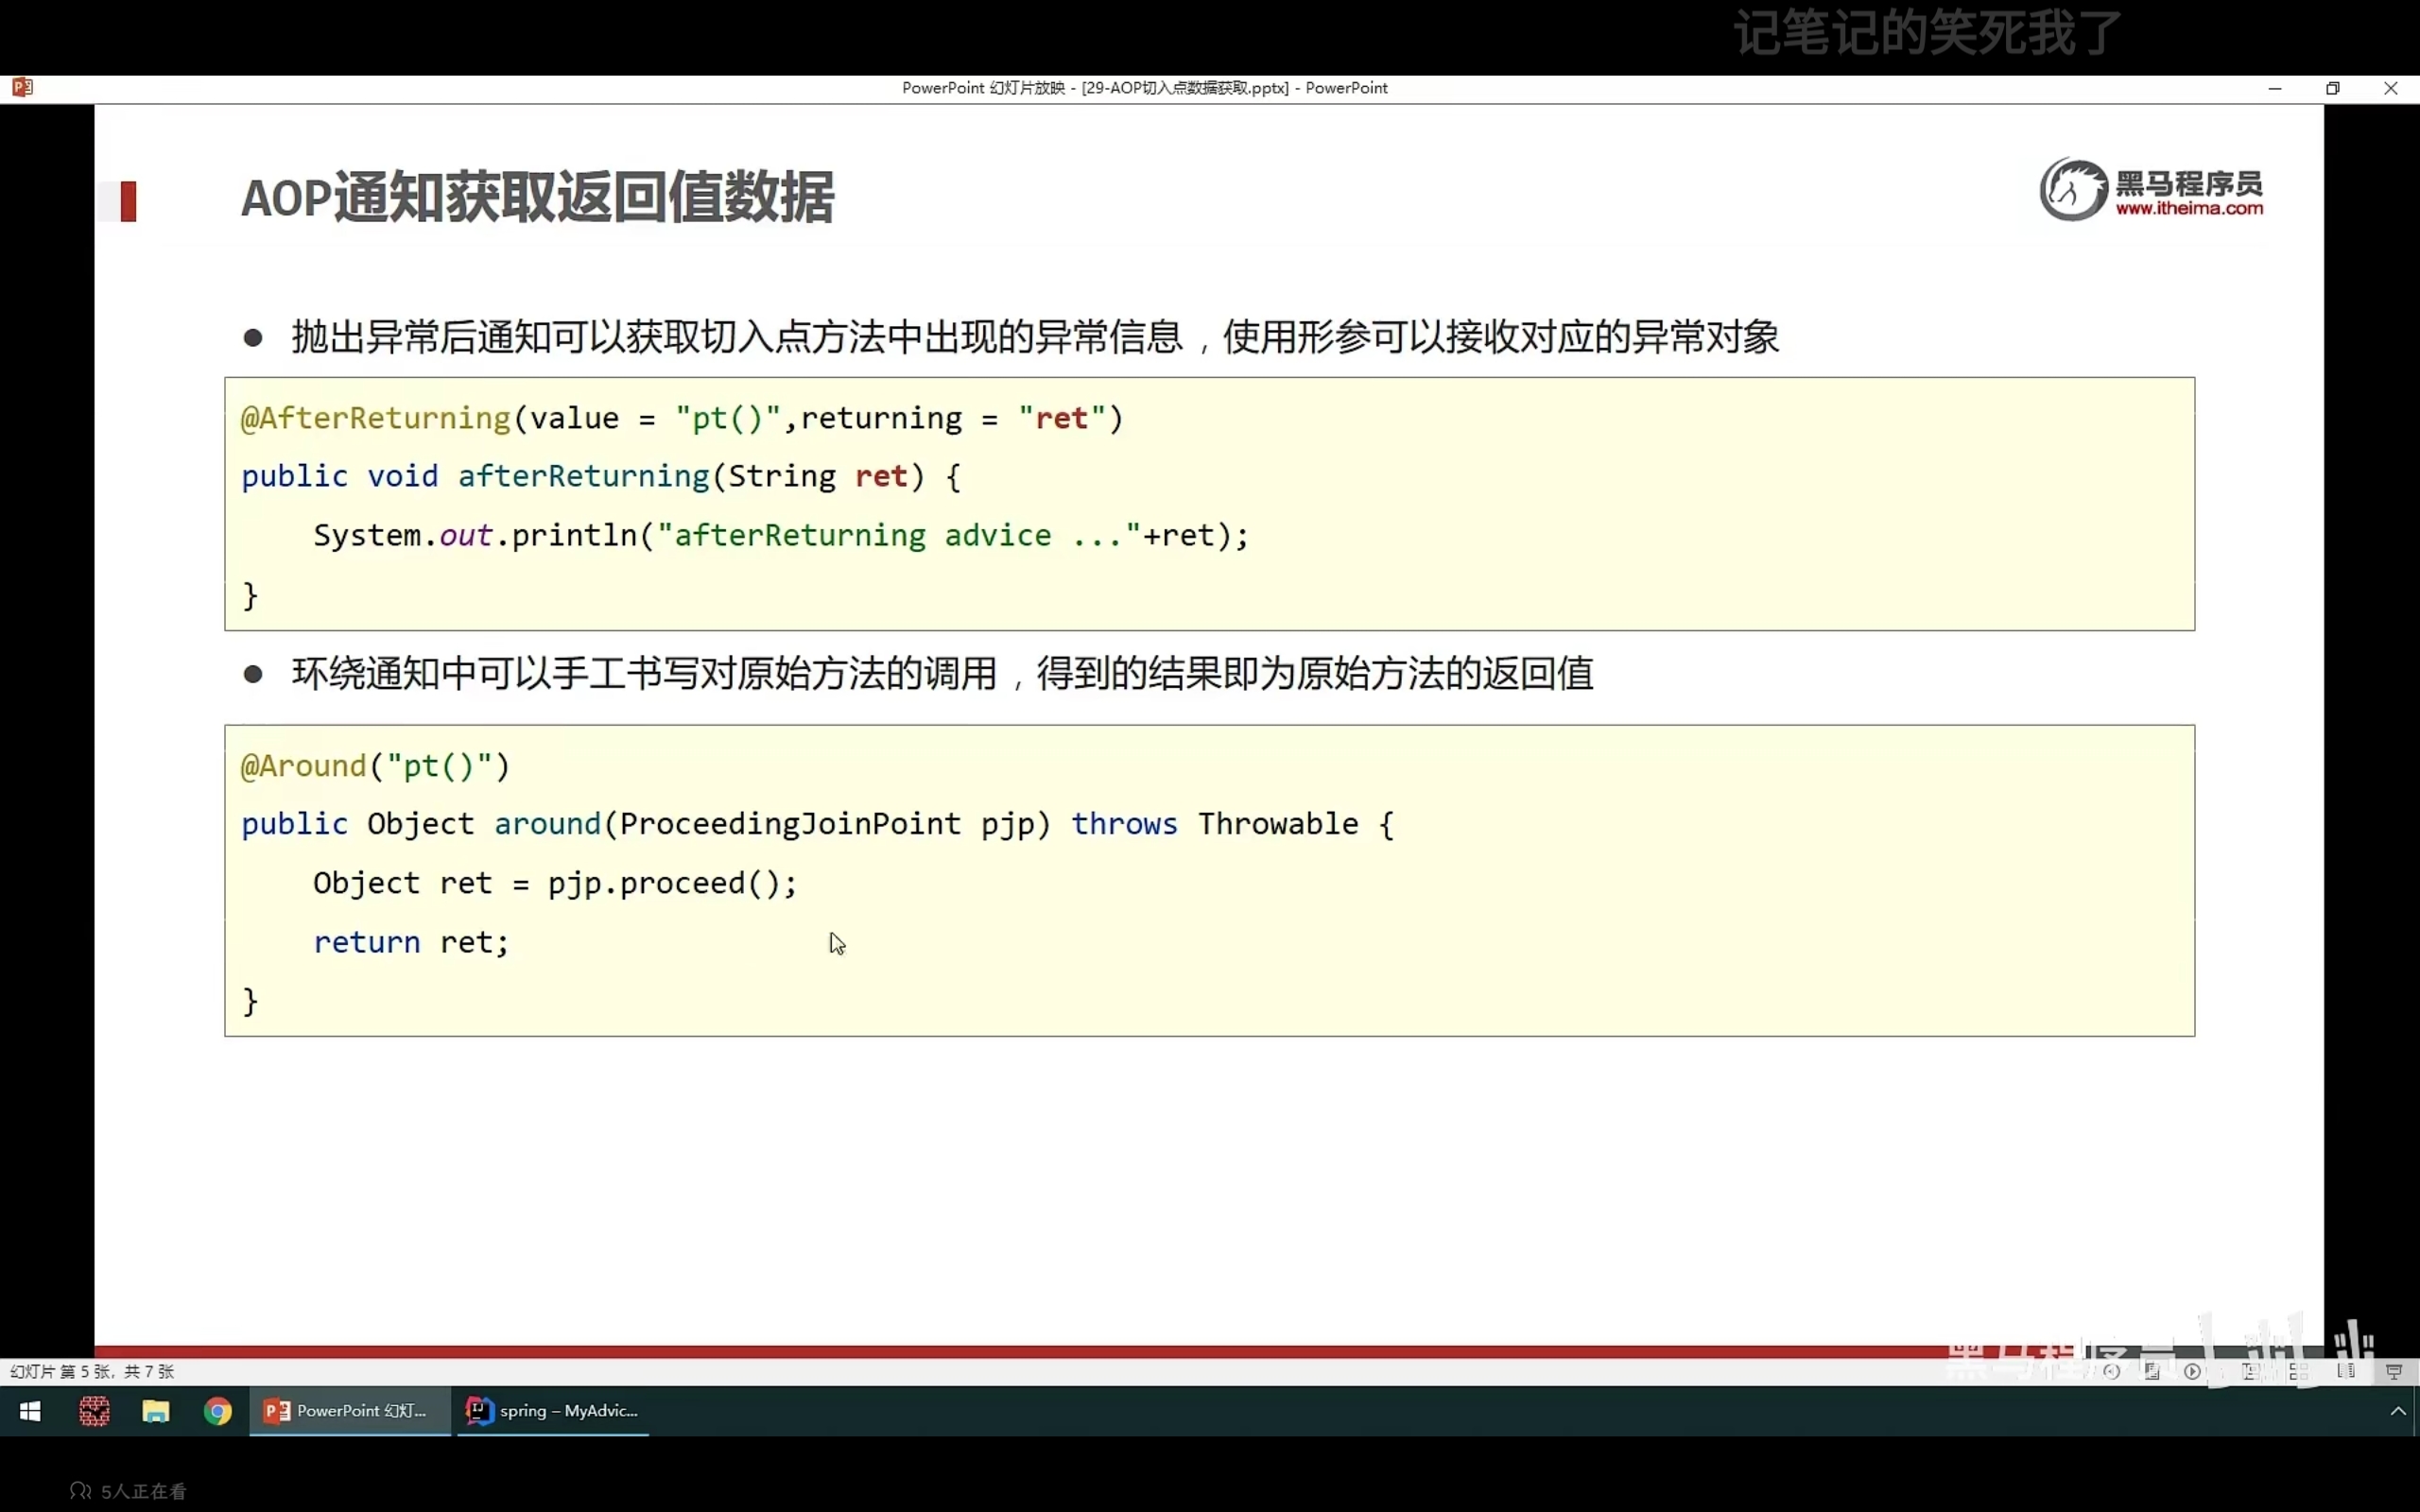 记笔记的笑死我了
PowerPoint 幻灯片放映 - [29-AOP切入点数据获取.pptx] - PowerPoint
AOP通知获取返回值数据
黑马程序员
www.itheima.com
● 抛出异常后通知可以获取切入点方法中出现的异常信息，使用形参可以接收对应的异常对象
@AfterReturning(value = "pt()",returning = "ret")
public void afterReturning(String ret) {
    System.out.println("afterReturning advice ..."+ret);
}
● 环绕通知中可以手工书写对原始方法的调用，得到的结果即为原始方法的返回值
@Around("pt()")
public Object around(ProceedingJoinPoint pjp) throws Throwable {
    Object ret = pjp.proceed();
    return ret;
}
黑马程序员
幻灯片 第 5 张，共 7 张
PowerPoint 幻灯...
spring – MyAdvic...
5人正在看